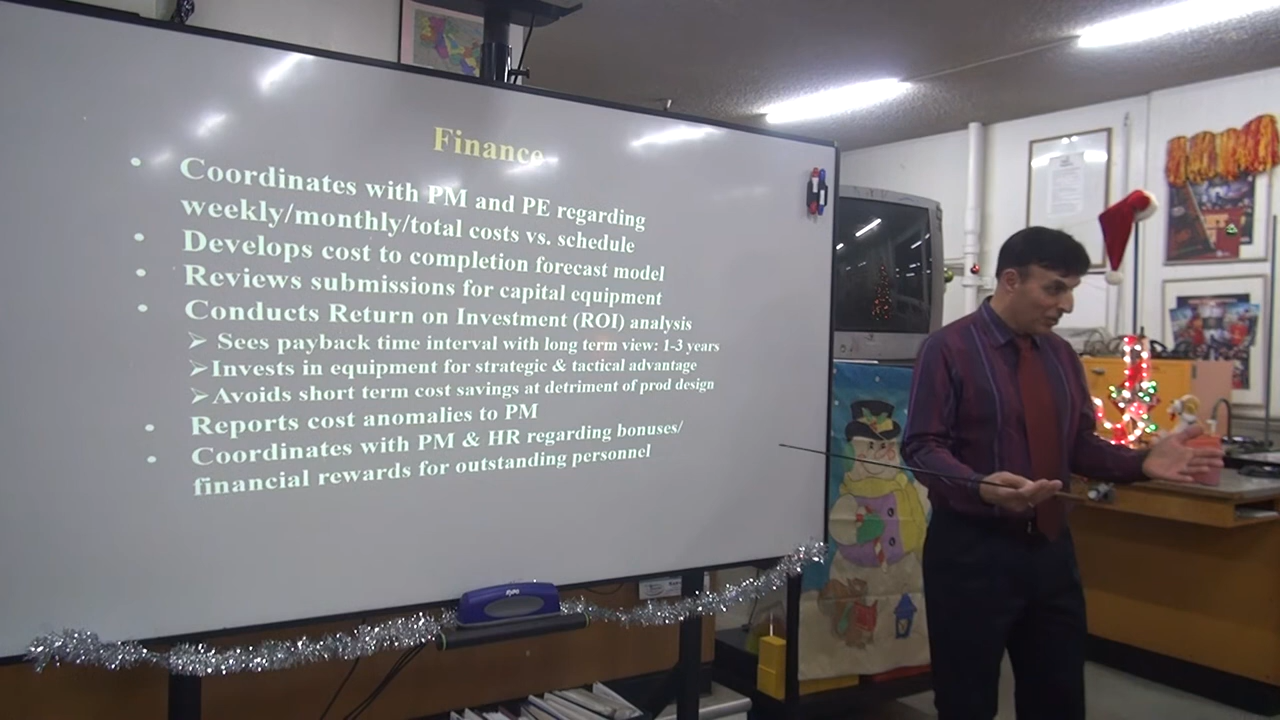 Finance
• Coordinates with PM and PE regarding
weekly/monthly/total costs vs. schedule
• Develops cost to completion forecast model
• Reviews submissions for capital equipment
• Conducts Return on Investment (ROI) analysis
➢ Sees payback time interval with long term view: 1-3 years
➢Invests in equipment for strategic & tactical advantage
➢Avoids short term cost savings at detriment of prod design
• Reports cost anomalies to PM
• Coordinates with PM & HR regarding bonuses/
financial rewards for outstanding personnel